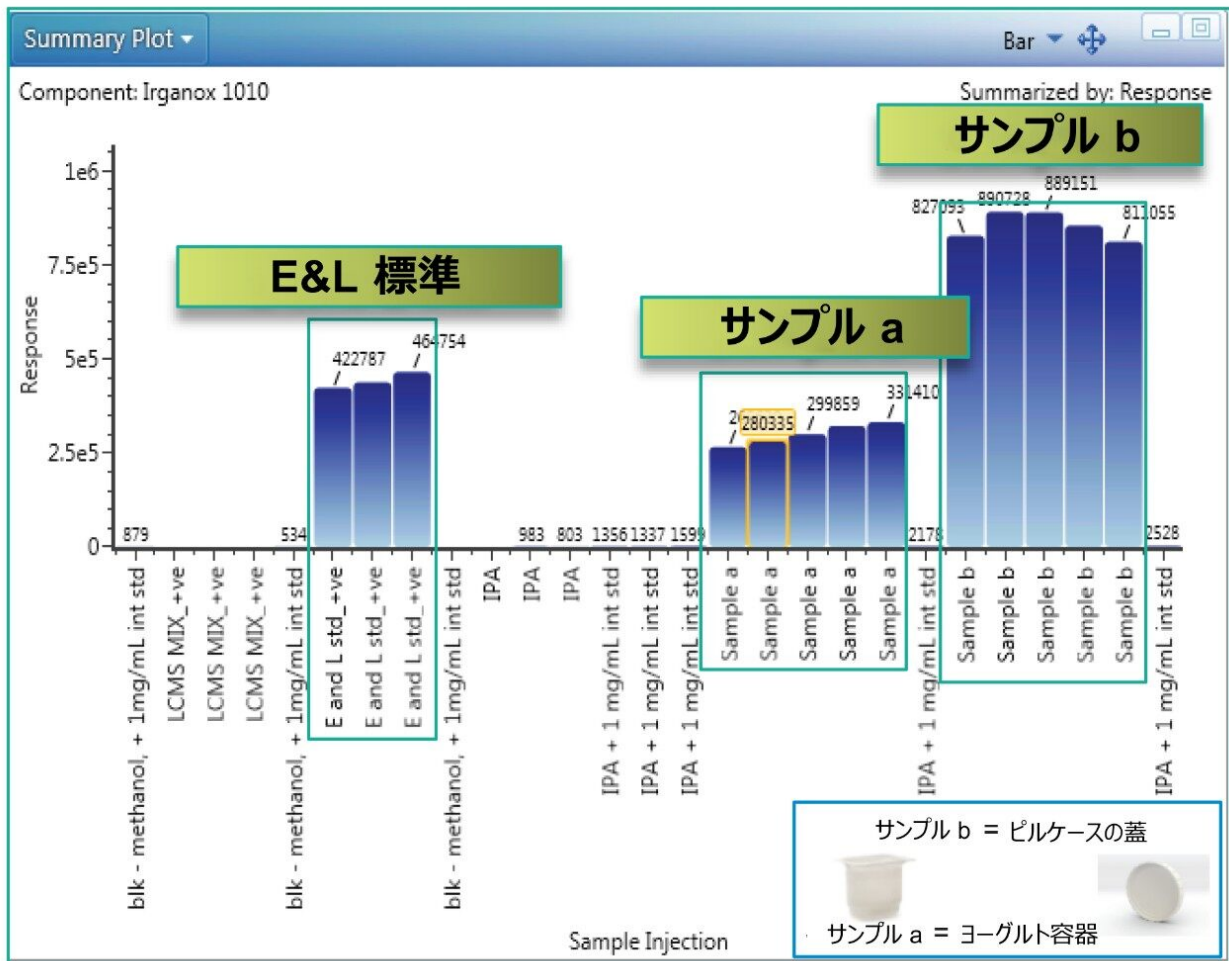 Summary Plot
Bar
Component: Irganox 1010
Summarized by: Response
サンプル b
E&L 標準
サンプル a
Response
1e6
7.5e5
5e5
2.5e5
0
879
534
422787
464754
983
803
1356
1337
1599
280335
299859
331410
2178
827093
890728
889151
811055
2528
blk - methanol, + 1mg/mL int std
LCMS MIX_+ve
LCMS MIX_+ve
LCMS MIX_+ve
blk - methanol, + 1mg/mL int std
E and L std_+ve
E and L std_+ve
E and L std_+ve
blk - methanol, + 1mg/mL int std
IPA
IPA
IPA
IPA + 1 mg/mL int std
IPA + 1 mg/mL int std
IPA + 1 mg/mL int std
Sample a
Sample a
Sample a
Sample a
Sample a
IPA + 1 mg/mL int std
Sample b
Sample b
Sample b
Sample b
Sample b
IPA + 1 mg/mL int std
Sample Injection
サンプル b = ピルケースの蓋
サンプル a = ヨーグルト容器